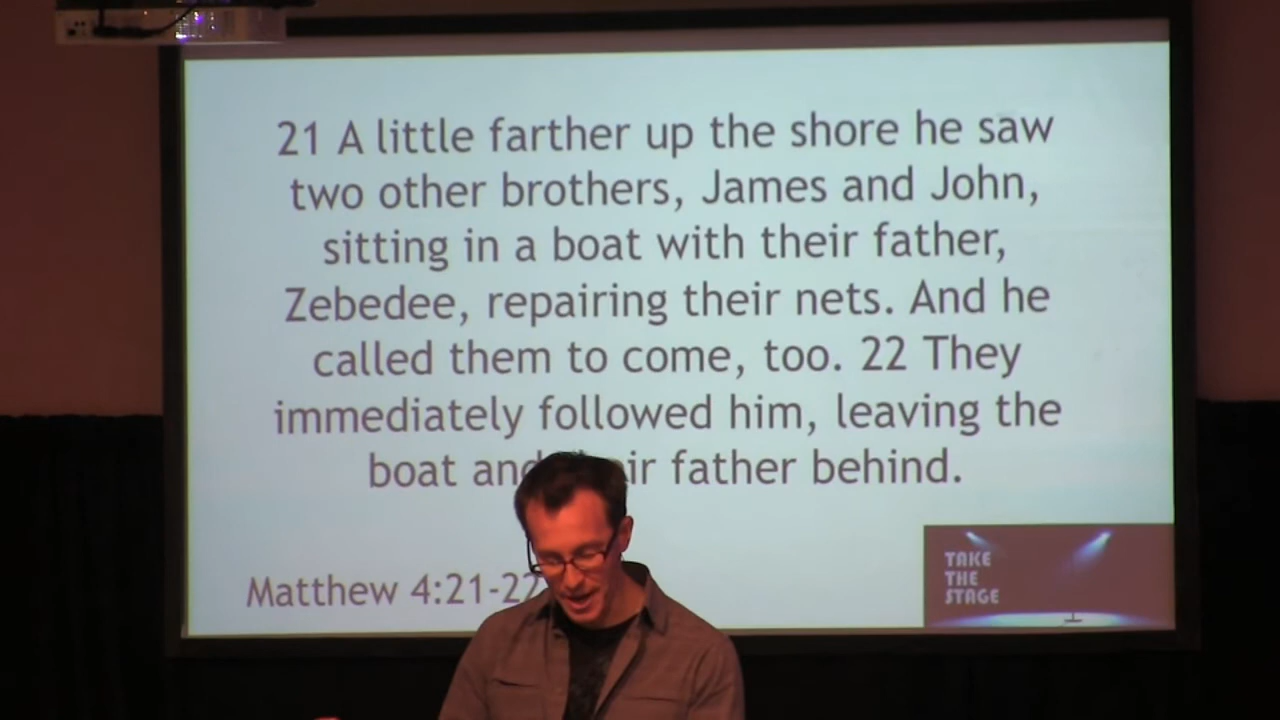 21 A little farther up the shore he saw
two other brothers, James and John,
sitting in a boat with their father,
Zebedee, repairing their nets. And he
called them to come, too. 22 They
immediately followed him, leaving the
boat and father behind.
Matthew 4:21-22
TAKE
THE
STAGE